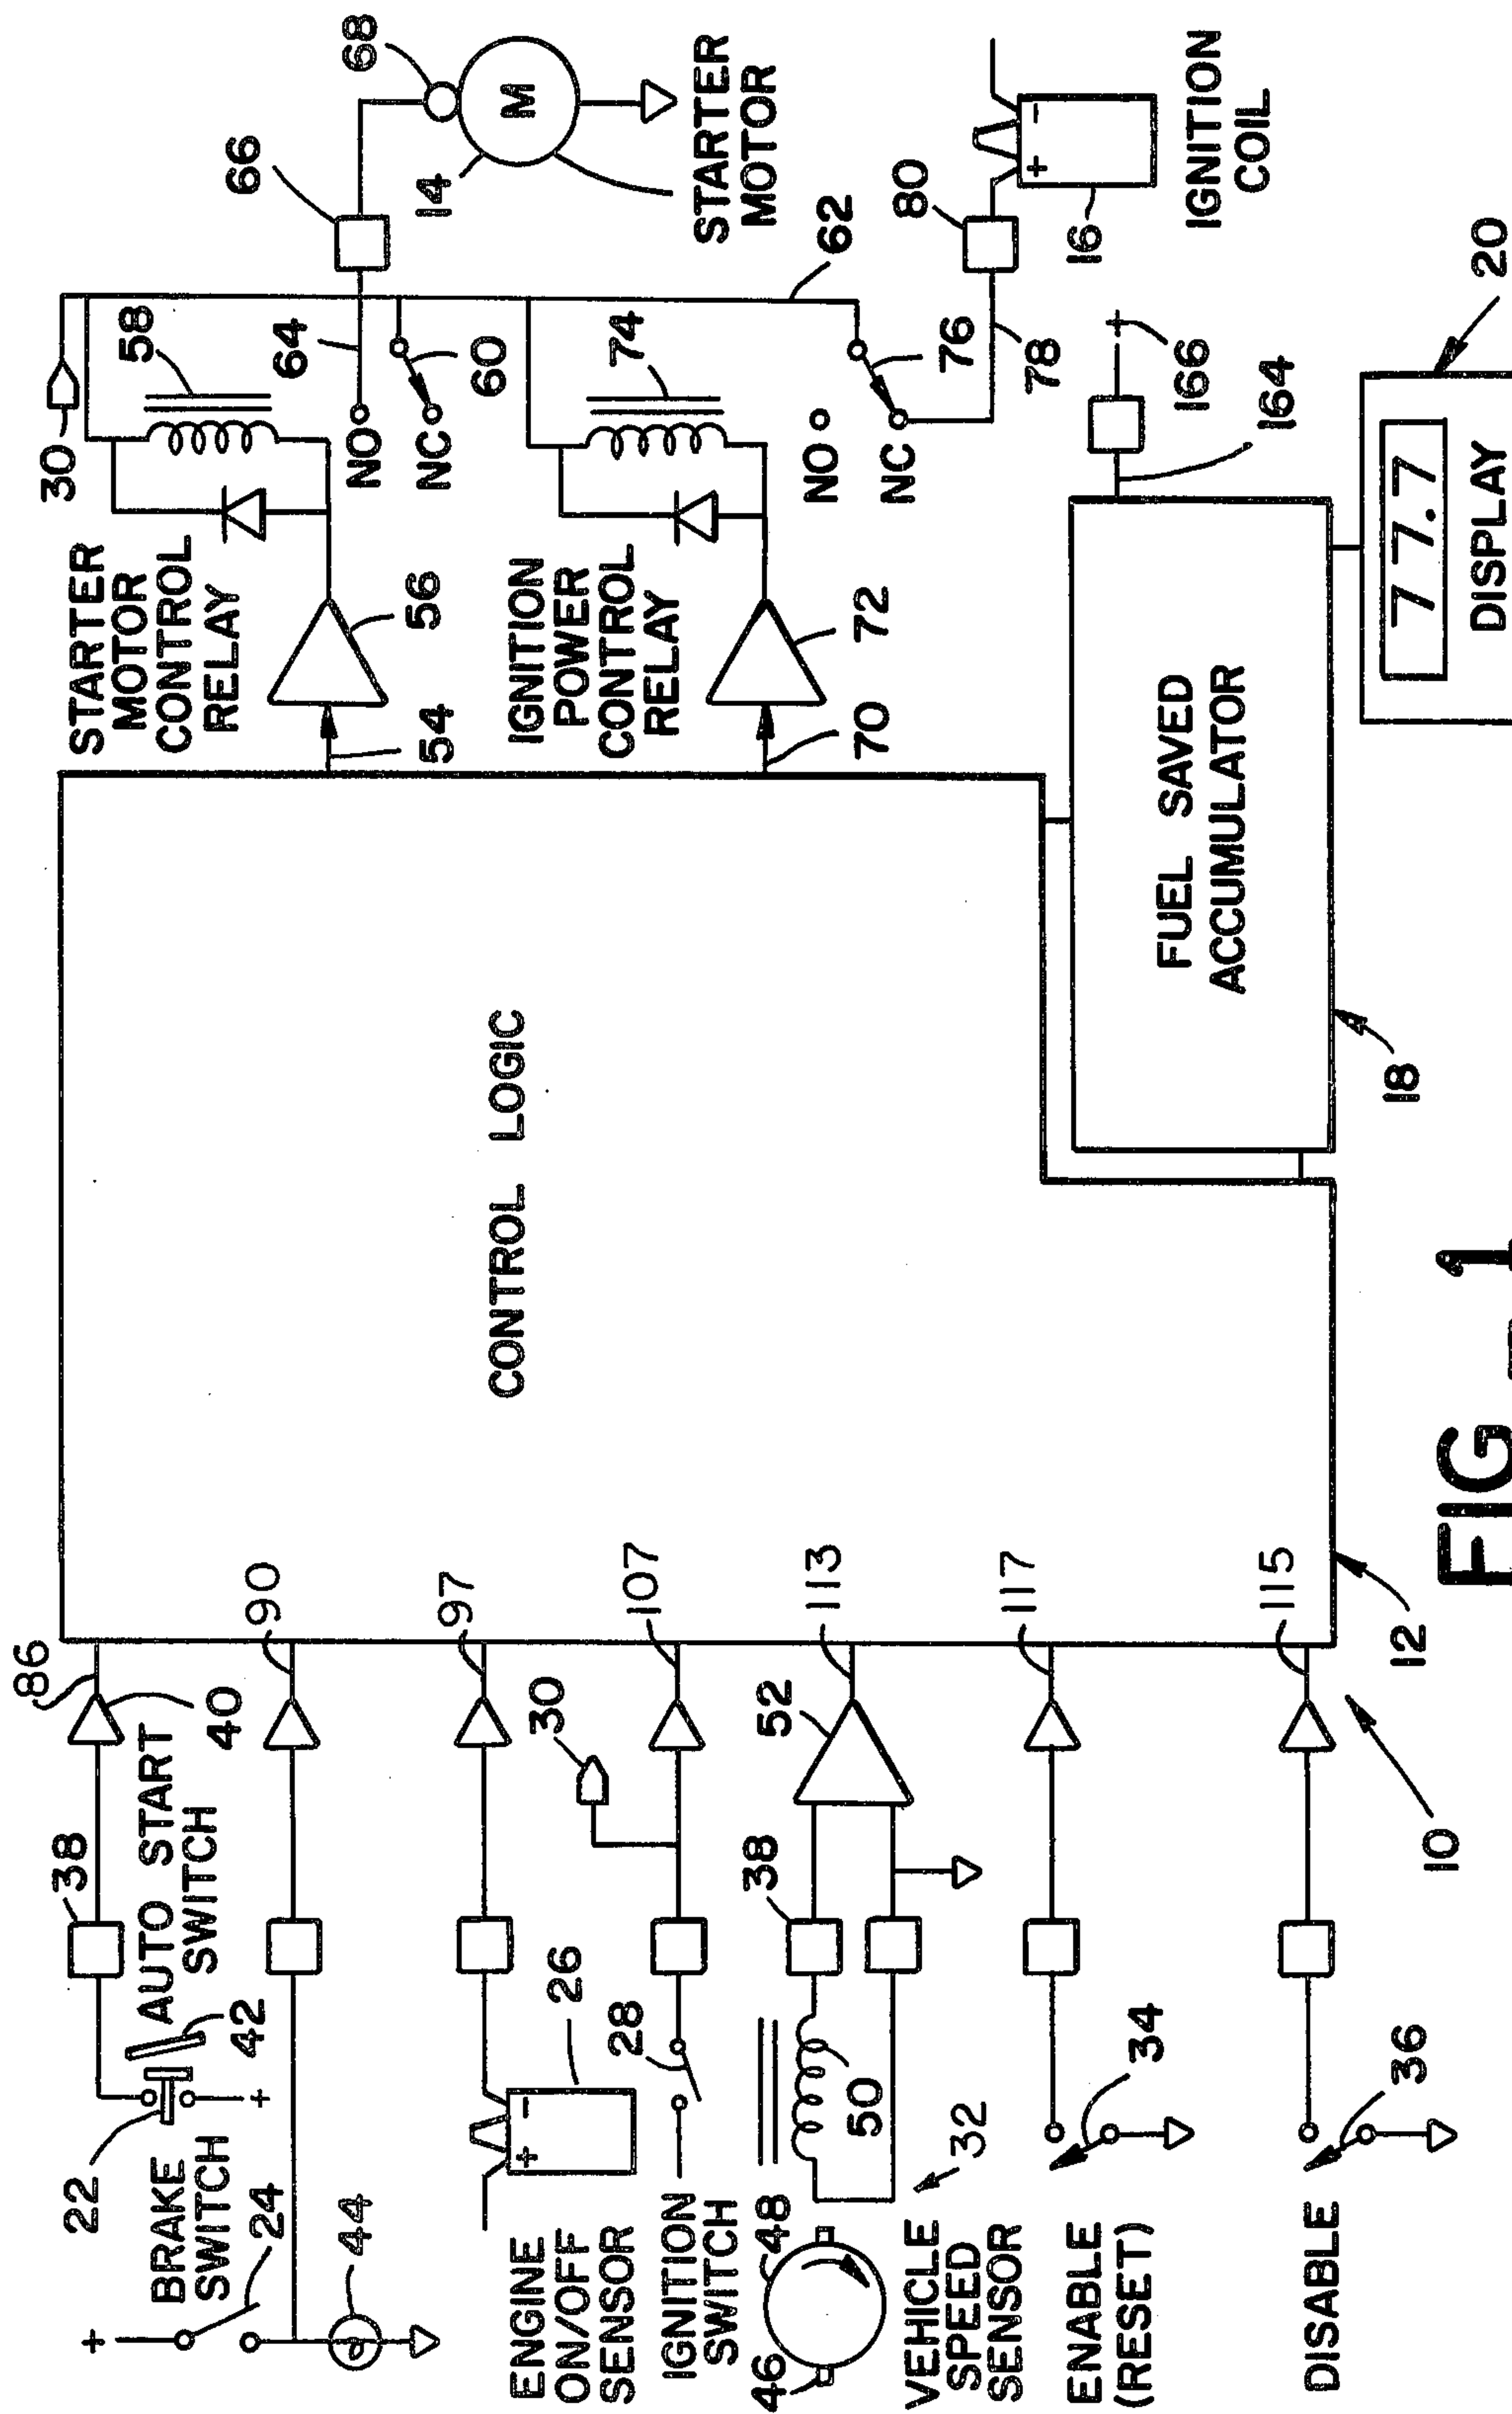 86
38
40
AUTO START
SWITCH
22
42
+
BRAKE
SWITCH
24
+
44
90
97
26
+ -
ENGINE
ON/OFF
SENSOR
30
107
28
IGNITION
SWITCH
52
113
38
50
48
46
32
VEHICLE
SPEED
SENSOR
117
34
ENABLE
(RESET)
115
36
DISABLE
10
12
CONTROL LOGIC
STARTER
MOTOR
CONTROL
RELAY
54
56
30
58
64
NO
NC
60
66
68
M
14
STARTER
MOTOR
IGNITION
POWER
CONTROL
RELAY
70
72
74
62
NO
NC
76
78
80
+ -
16
IGNITION
COIL
FUEL SAVED
ACCUMULATOR
18
164
+
166
77.7
DISPLAY
20
FIG_1